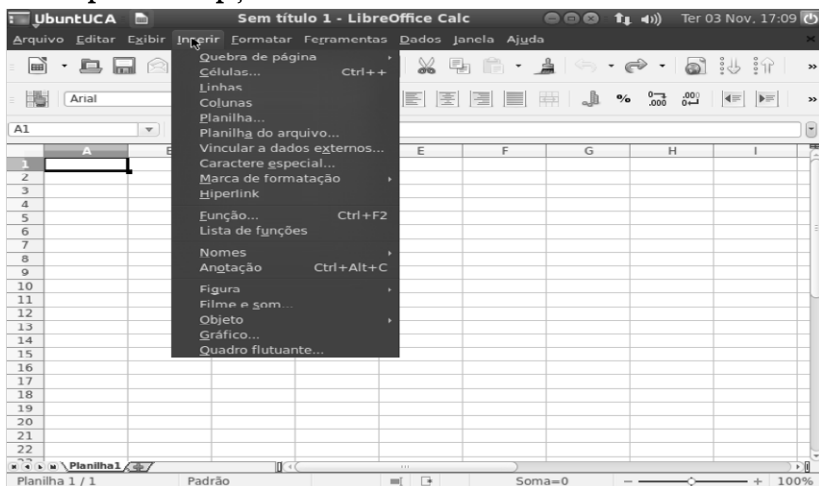 UbuntUCA Sem título 1 - LibreOffice Calc Ter 03 Nov, 17:09
Arquivo Editar Exibir Inserir Formatar Ferramentas Dados Janela Ajuda
Quebra de página
Células... Ctrl++
Linhas
Arial
Colunas
Planilha...
A1
Planilha do arquivo...
Vincular a dados externos...
A E F G H I
Caractere especial...
1
Marca de formatação
2
Hiperlink
3
4
Função... Ctrl+F2
5
Lista de funções
6
7
Nomes
8
Anotação Ctrl+Alt+C
9
10
Figura
11
Filme e som...
12
Objeto
13
Gráfico...
14
Quadro flutuante...
15
16
17
18
19
20
21
22
Planilha1
Planilha 1 / 1 Padrão Soma=0 100%